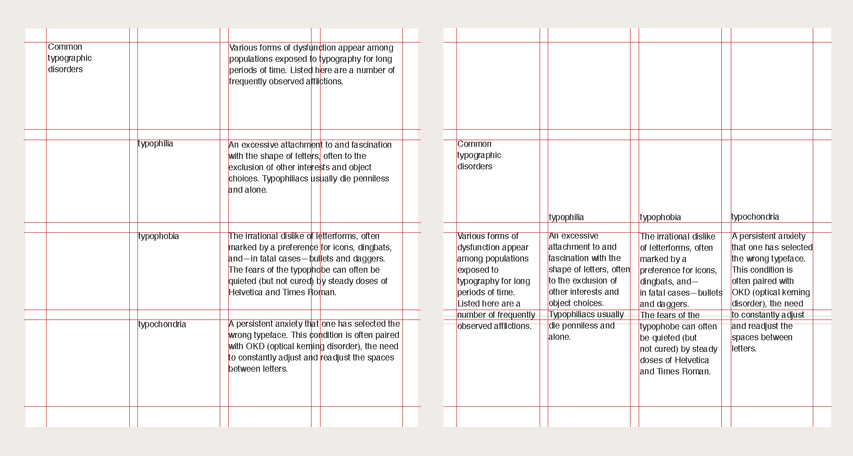 Common
typographic
disorders
Various forms of dysfunction appear among
populations exposed to typography for long
periods of time. Listed here are a number of
frequently observed afflictions.
typophilia
An excessive attachment to and fascination
with the shape of letters, often to the
exclusion of other interests and object
choices. Typophiliacs usually die penniless
and alone.
typophobia
The irrational dislike of letterforms, often
marked by a preference for icons, dingbats,
and—in fatal cases—bullets and daggers.
The fears of the typophobe can often be
quieted (but not cured) by steady doses of
Helvetica and Times Roman.
typochondria
A persistent anxiety that one has selected the
wrong typeface. This condition is often paired
with OKD (optical kerning disorder), the need
to constantly adjust and readjust the spaces
between letters.
Common
typographic
disorders
typophilia
typophobia
typochondria
Various forms of
dysfunction appear
among populations
exposed to
typography for long
periods of time.
Listed here are a
number of frequently
observed afflictions.
An excessive
attachment to and
fascination with the
shape of letters, often
to the exclusion of
other interests and
object choices.
Typophiliacs usually
die penniless and
alone.
The irrational dislike
of letterforms, often
marked by a
preference for icons,
dingbats, and—
in fatal cases—bullets
and daggers.
The fears of the
typophobe can often
be quieted (but
not cured) by steady
doses of Helvetica
and Times Roman.
A persistent anxiety
that one has selected
the wrong typeface.
This condition is
often paired with
OKD (optical kerning
disorder), the need
to constantly adjust
and readjust the
spaces between
letters.